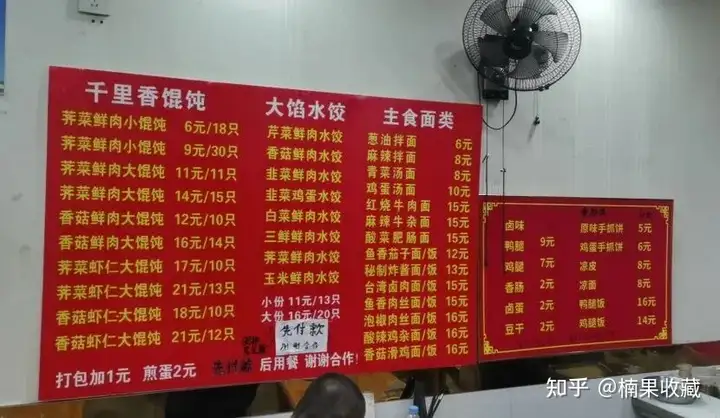 千里香馄饨
荠菜鲜肉小馄饨 6元/18只
荠菜鲜肉小馄饨 9元/30只
荠菜鲜肉大馄饨 11元/11只
荠菜鲜肉大馄饨 14元/15只
香菇鲜肉大馄饨 12元/10只
香菇鲜肉大馄饨 16元/14只
荠菜虾仁大馄饨 17元/10只
荠菜虾仁大馄饨 21元/13只
香菇虾仁大馄饨 18元/10只
香菇虾仁大馄饨 21元/12只
打包加1元 煎蛋2元
后用餐 谢谢合作!
大馅水饺
芹菜鲜肉水饺
香菇鲜肉水饺
韭菜鲜肉水饺
韭菜鸡蛋水饺
白菜鲜肉水饺
三鲜鲜肉水饺
荠菜鲜肉水饺
玉米鲜肉水饺
小份 11元/13只
大份 16元/20只
先付款
谢谢合作
主食面类
葱油拌面 6元
麻辣拌面 8元
青菜汤面 8元
鸡蛋汤面 10元
红烧牛肉面 15元
麻辣牛杂面 15元
酸菜肥肠面 15元
鱼香茄子面/饭 12元
秘制炸酱面/饭 13元
台湾卤肉面/饭 15元
鱼香肉丝面/饭 15元
泡椒肉丝面/饭 16元
酸辣鸡杂面/饭 16元
香菇滑鸡面/饭 16元
卤味
鸭腿 9元
鸡腿 7元
香肠 2元
卤蛋 2元
豆干 2元
原味手抓饼 5元
鸡蛋手抓饼 6元
凉皮 8元
凉面 8元
鸭腿饭 16元
鸡腿饭 14元
知乎 @楠果收藏